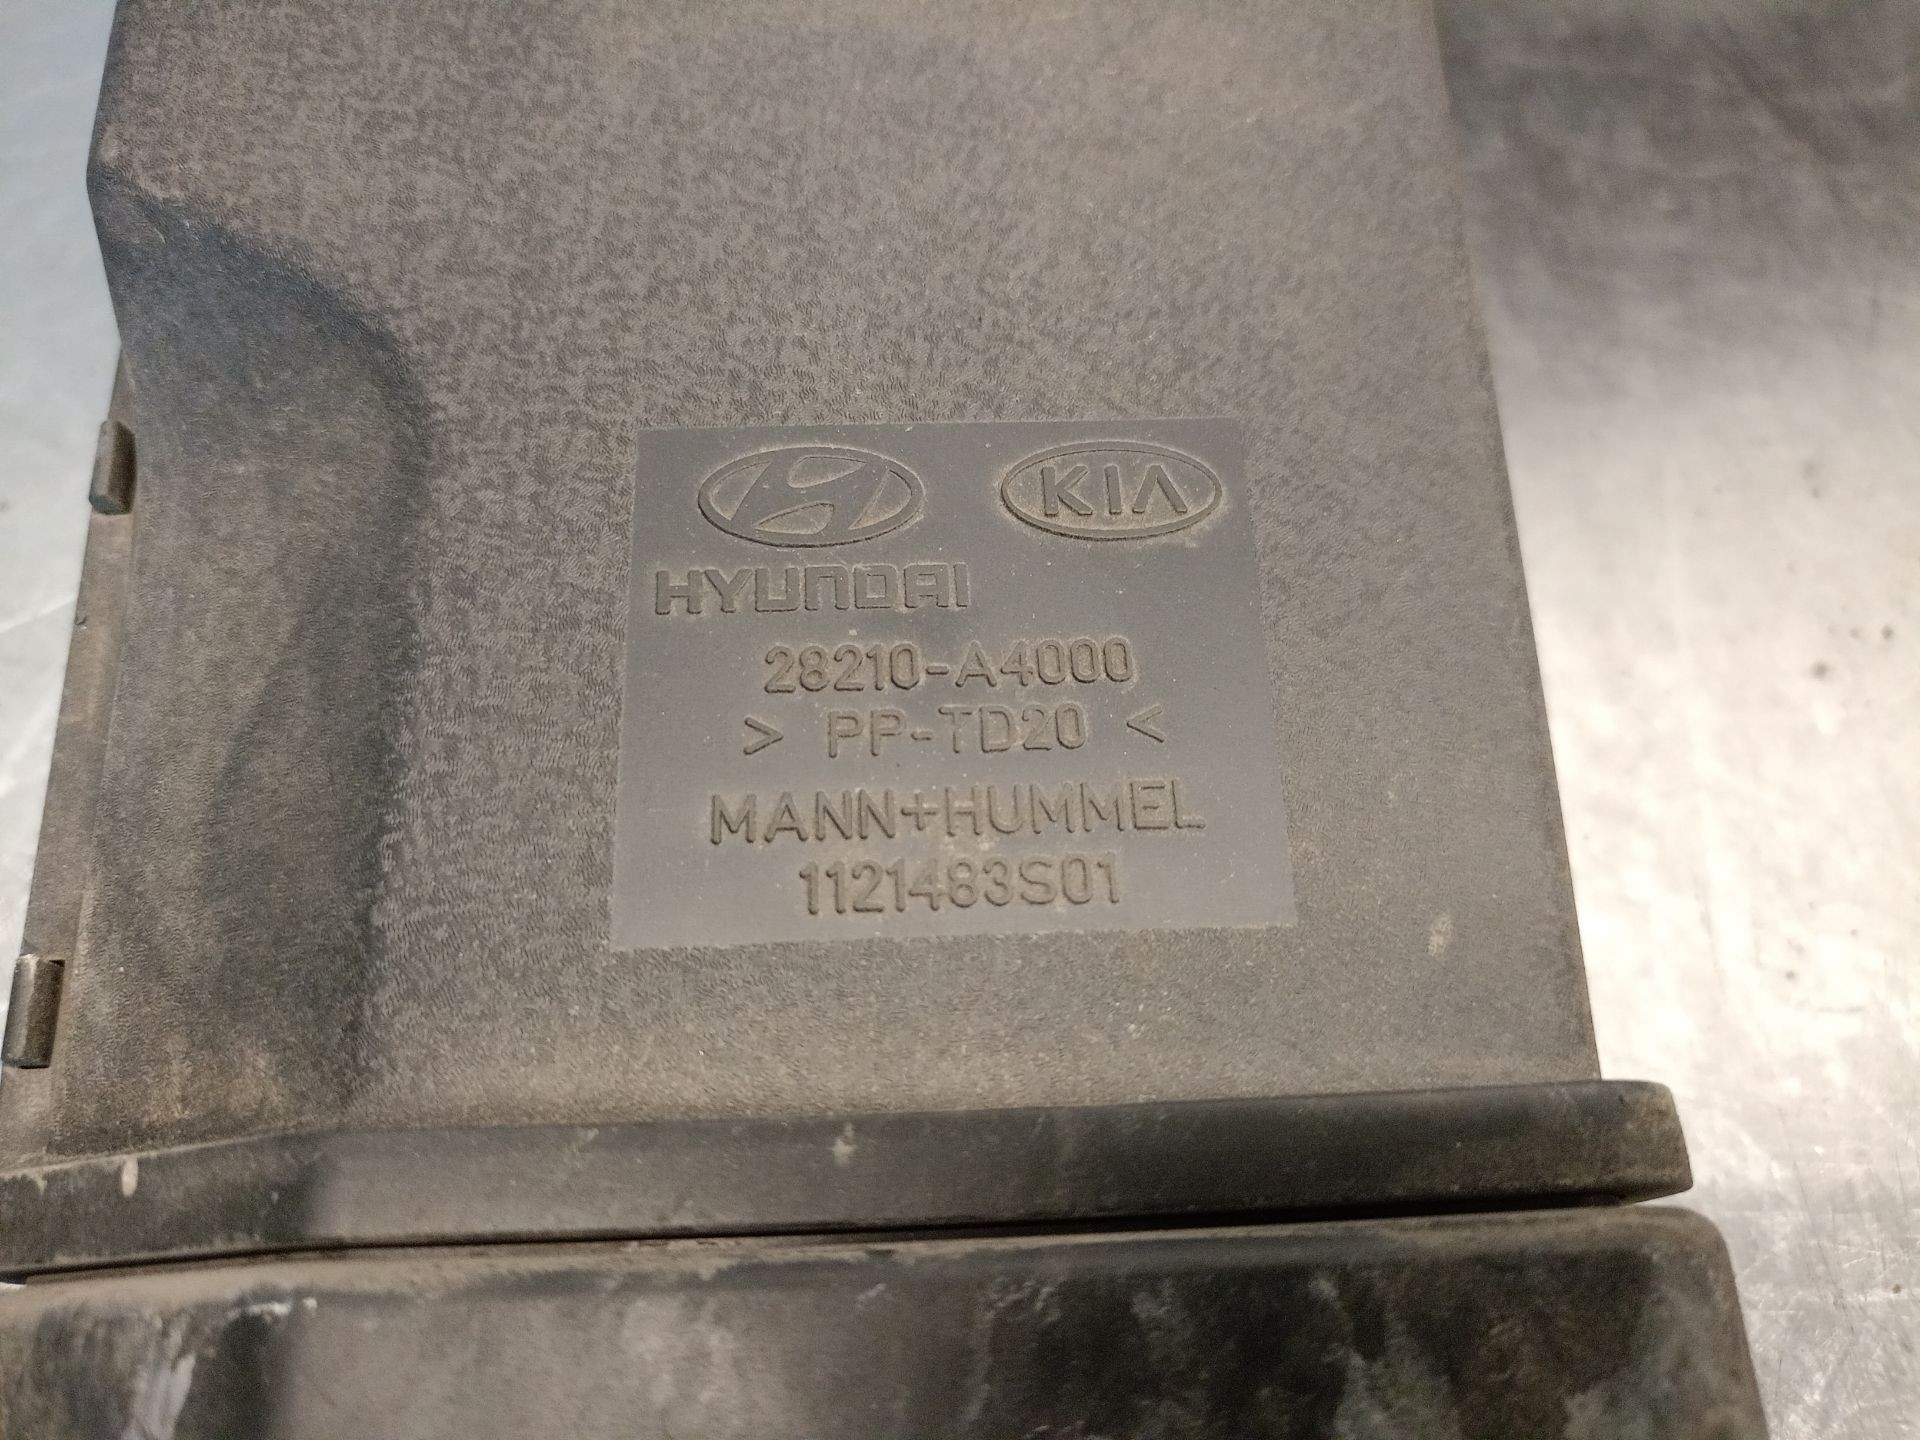 KIA
HYUNDAI
28210-A4000
> PP-TD20 <
MANN+HUMMEL
1121483S01